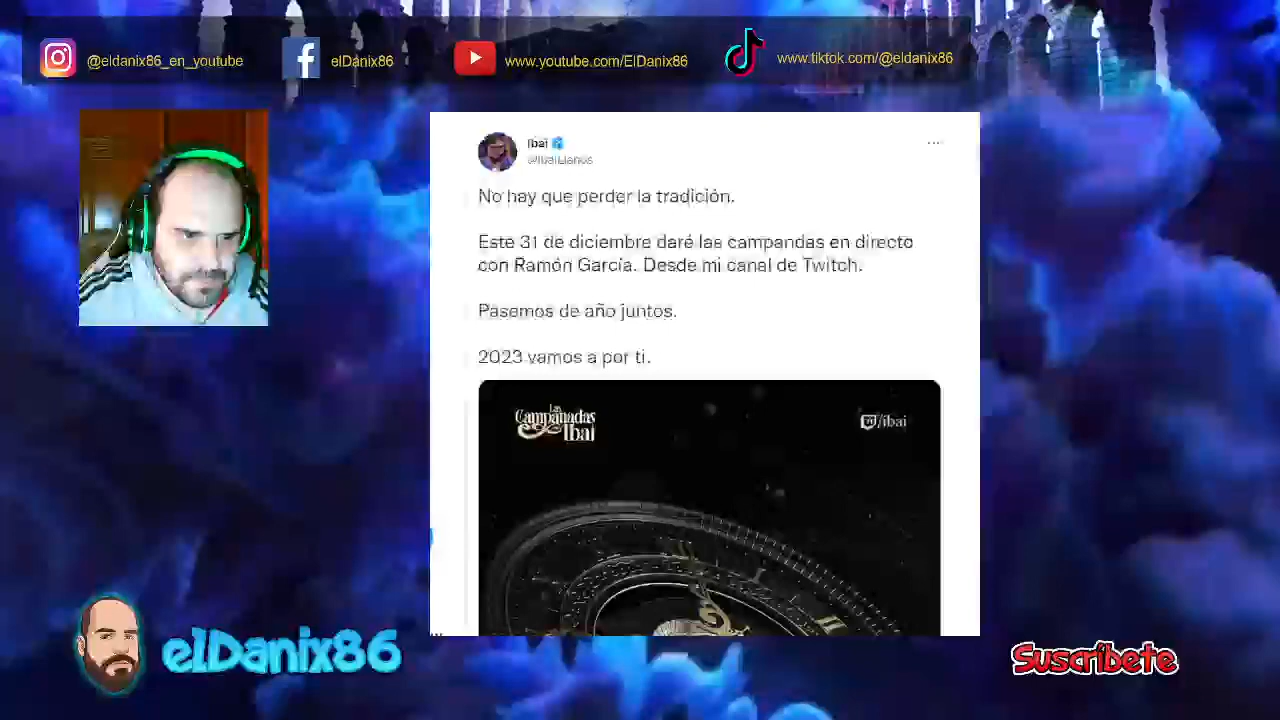 @eldanix86_en_youtube
elDanix86
www.youtube.com/ElDanix86
www.tiktok.com/@eldanix86
Ibai
@IbaiLlanos
No hay que perder la tradición.
Este 31 de diciembre daré las campandas en directo
con Ramón García. Desde mi canal de Twitch.
Pasemos de año juntos.
2023 vamos a por ti.
Las
Campanadas
Ibai
/ibai
elDanix86
Suscríbete